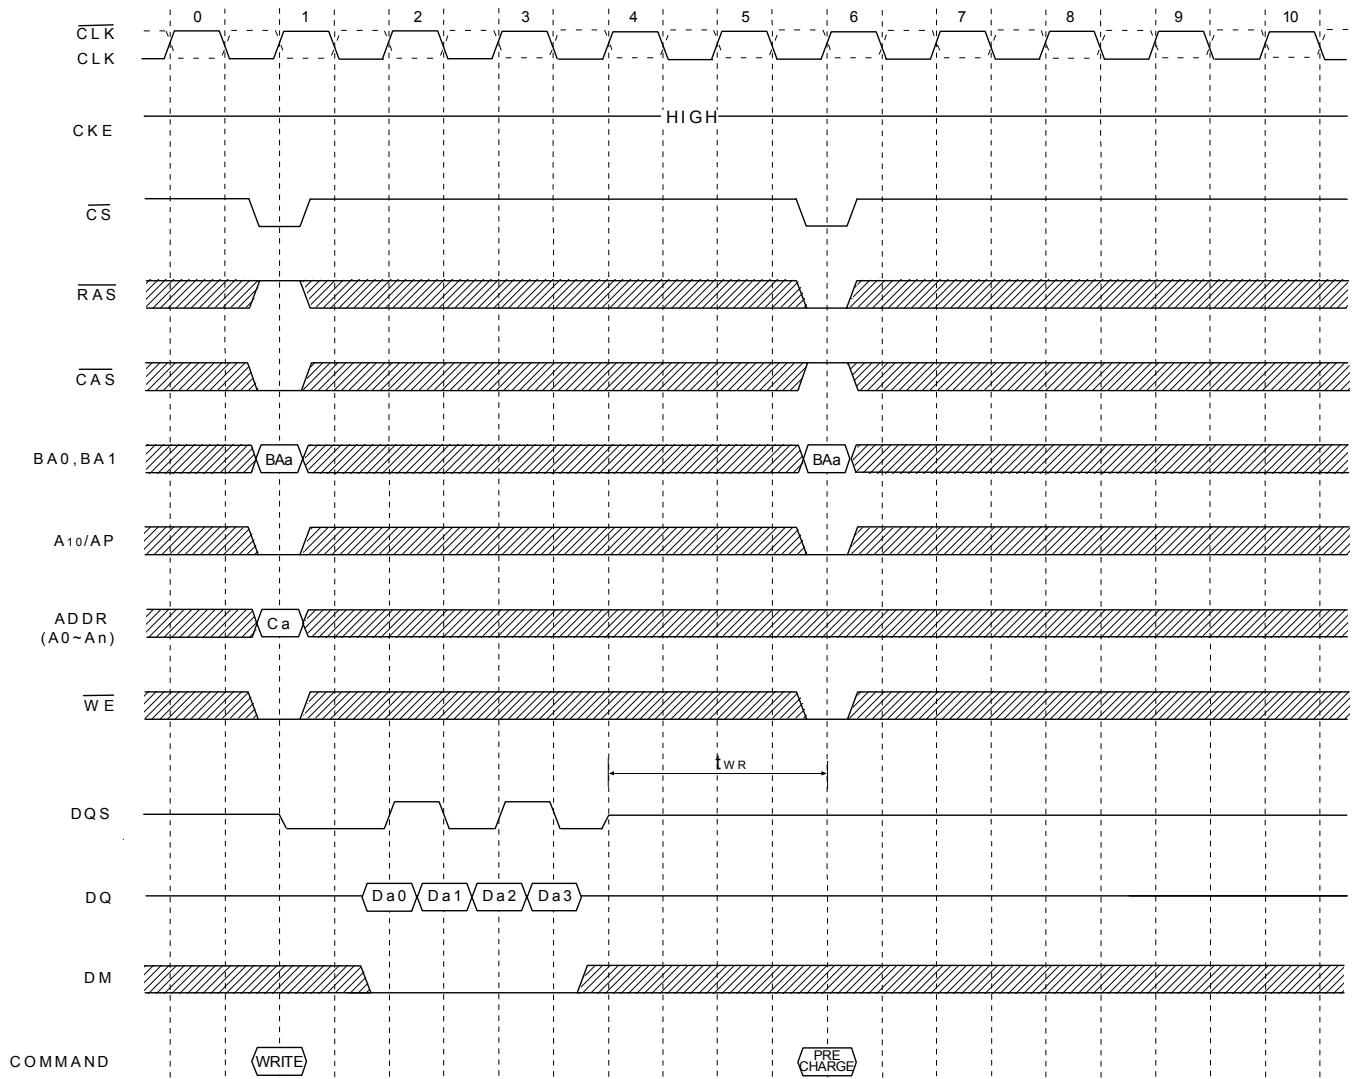 0 1 2 3 4 5 6 7 8 9 10
CLK
CLK
HIGH
CKE
CS
RAS
CAS
BA0,BA1 BAa BAa
A10/AP
ADDR Ca
(A0~An)
WE
tWR
DQS
DQ Da0 Da1 Da2 Da3
DM
COMMAND WRITE PRE
CHARGE